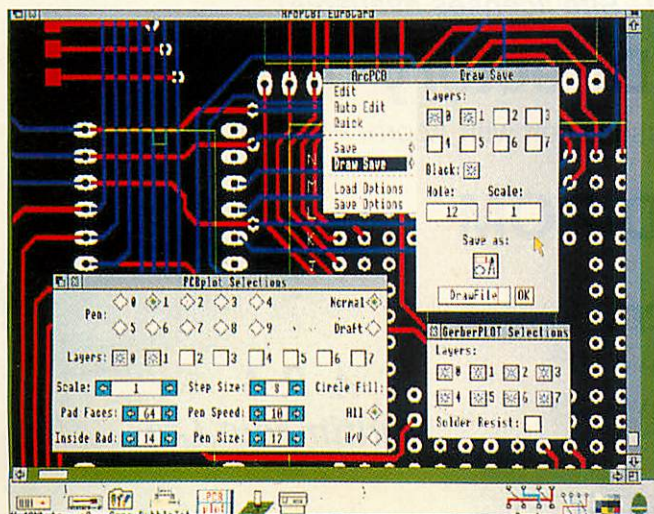 ArcPCB1 EuroCard
ArcPCB
Edit
Auto Edit
Quick
Save
Draw Save
Load Options
Save Options
Draw Save
Layers:
0 1 2 3
4 5 6 7
Black:
Hole: Scale:
12 1
Save as:
DrawFile OK
N
M
L
K
J
PCBplot Selections
Pen:
0 1 2 3 4 Normal
5 6 7 8 9 Draft
Layers: 0 1 2 3 4 5 6 7
Scale: 1 Step Size: 8 Circle Fill:
Pad Faces: 64 Pen Speed: 10 All
Inside Rad: 14 Pen Size: 12 H/V
GerberPLOT Selections
Layers:
0 1 2 3
4 5 6 7
Solder Resist:
PCB